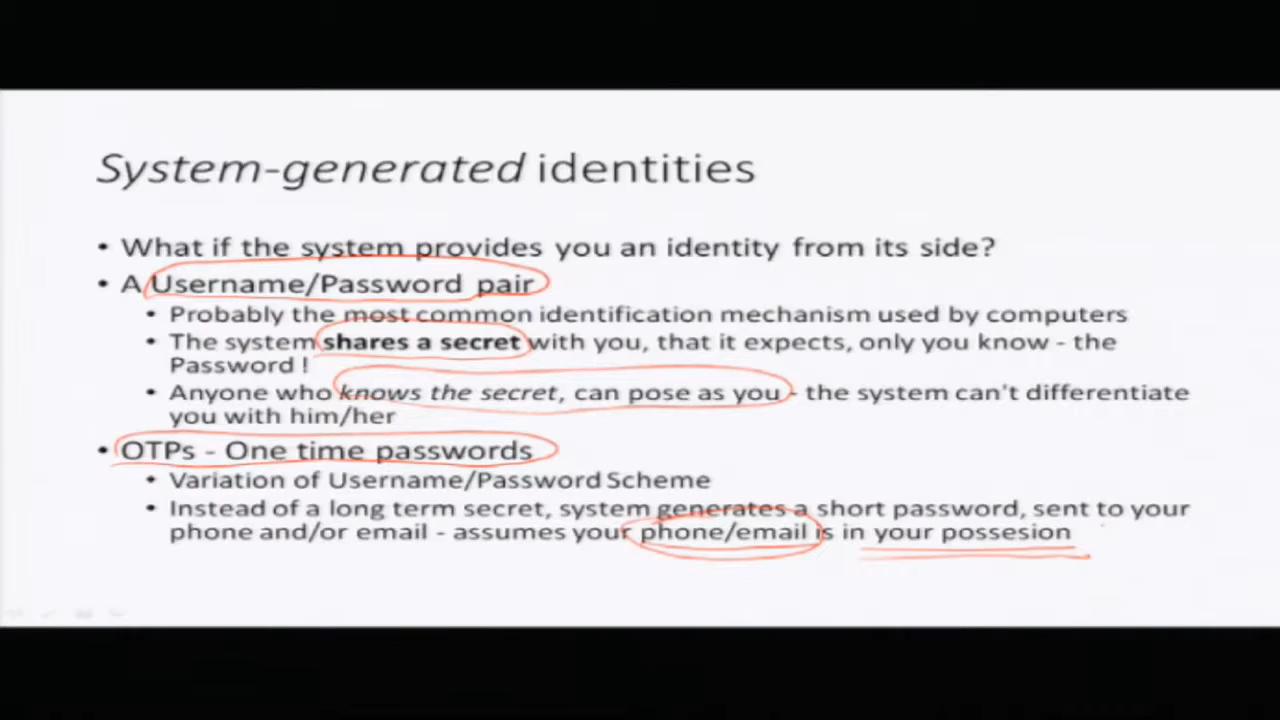 System-generated identities
• What if the system provides you an identity from its side?
• A Username/Password pair
• Probably the most common identification mechanism used by computers
• The system shares a secret with you, that it expects, only you know - the
Password !
• Anyone who knows the secret, can pose as you - the system can't differentiate
you with him/her
• OTPs - One time passwords
• Variation of Username/Password Scheme
• Instead of a long term secret, system generates a short password, sent to your
phone and/or email - assumes your phone/email is in your possesion